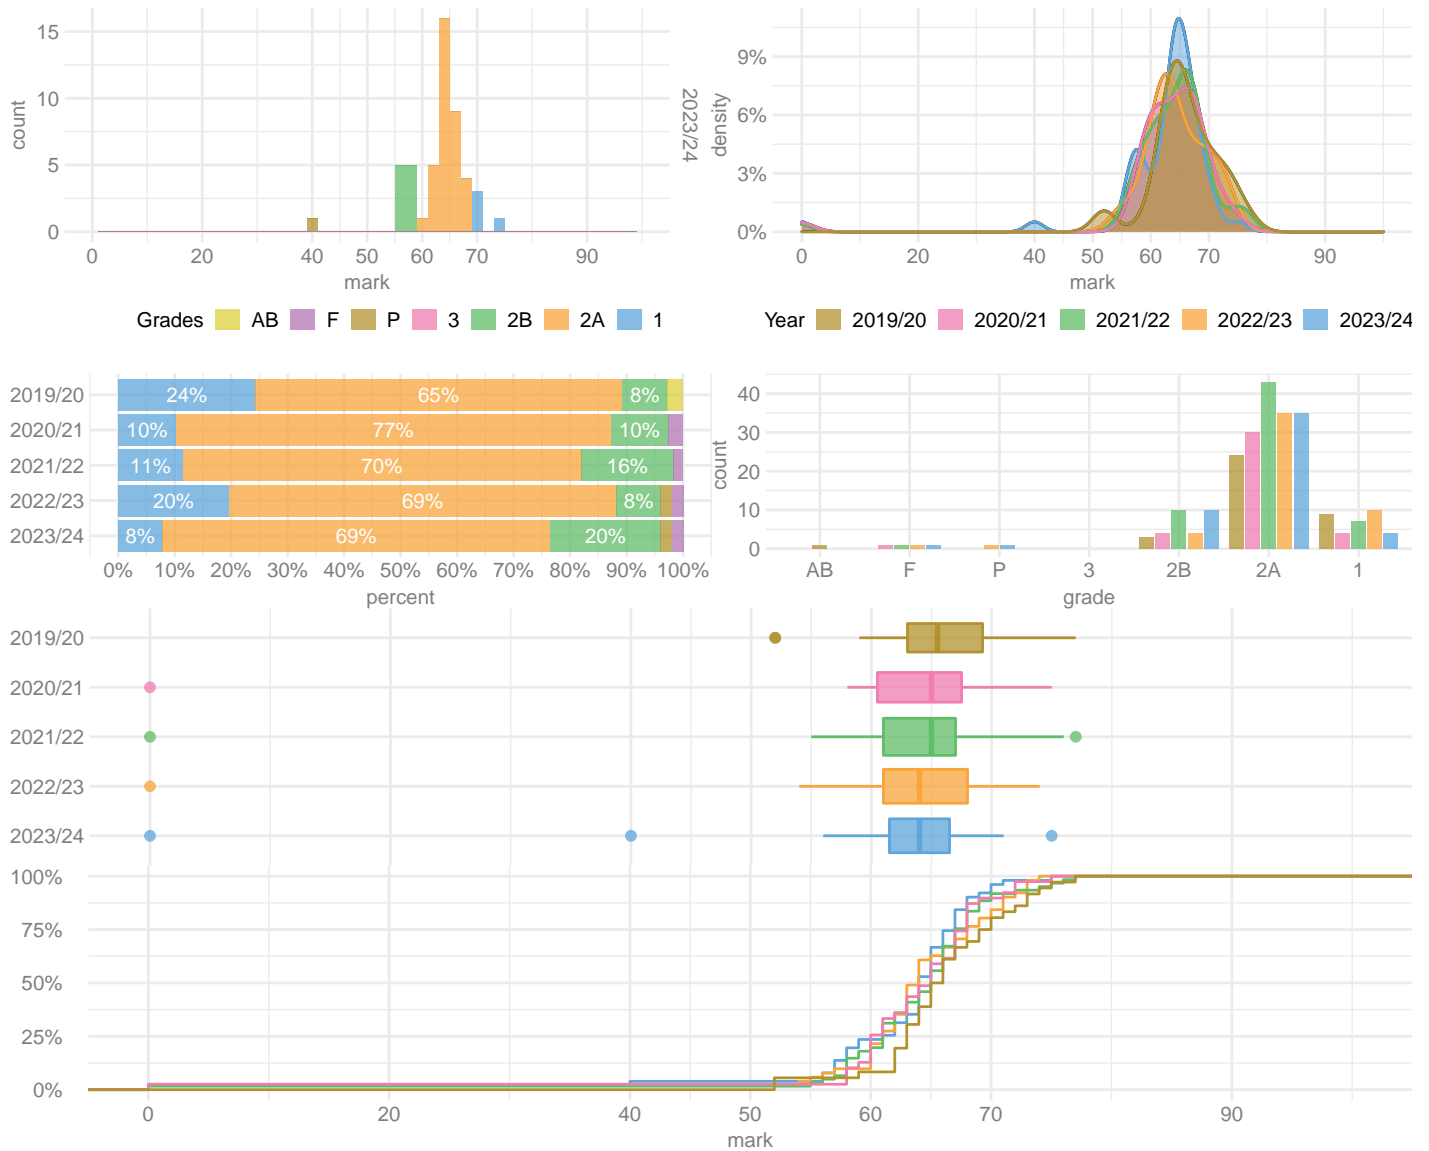 15
10
5
0
count
0 20 40 50 60 70 90
mark
2023/24
9%
6%
3%
0%
density
0 20 40 50 60 70 90
mark
Grades AB F P 3 2B 2A 1
Year 2019/20 2020/21 2021/22 2022/23 2023/24
2019/20 24% 65% 8%
2020/21 10% 77% 10%
2021/22 11% 70% 16%
2022/23 20% 69% 8%
2023/24 8% 69% 20%
0% 10% 20% 30% 40% 50% 60% 70% 80% 90% 100%
percent
40
30
20
10
0
count
AB F P 3 2B 2A 1
grade
2019/20
2020/21
2021/22
2022/23
2023/24
100%
75%
50%
25%
0%
0 20 40 50 60 70 90
mark